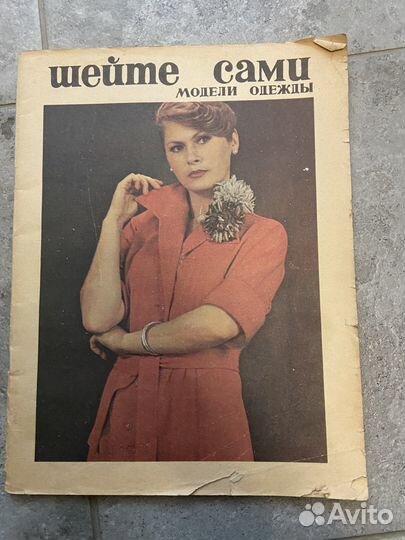 шейте сами
модели одежды
Avito